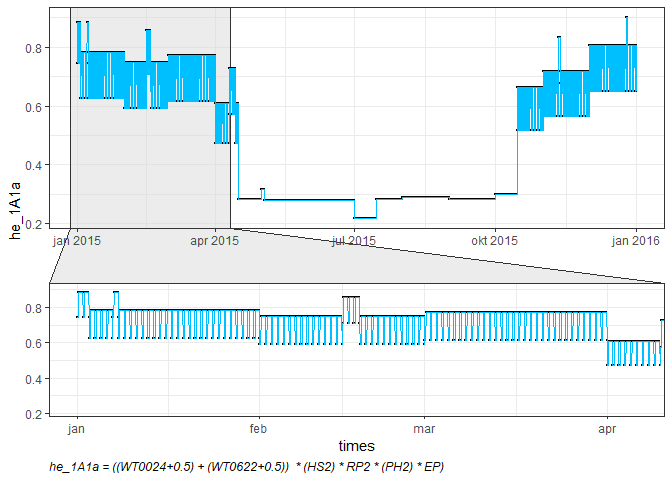 he_1A1a
0.8
0.6
0.4
0.2
jan 2015 apr 2015 jul 2015 okt 2015 jan 2016
0.8
0.6
0.4
0.2
jan feb mar apr
times
he_1A1a = ((WT0024+0.5) + (WT0622+0.5)) * (HS2) * RP2 * (PH2) * EP)